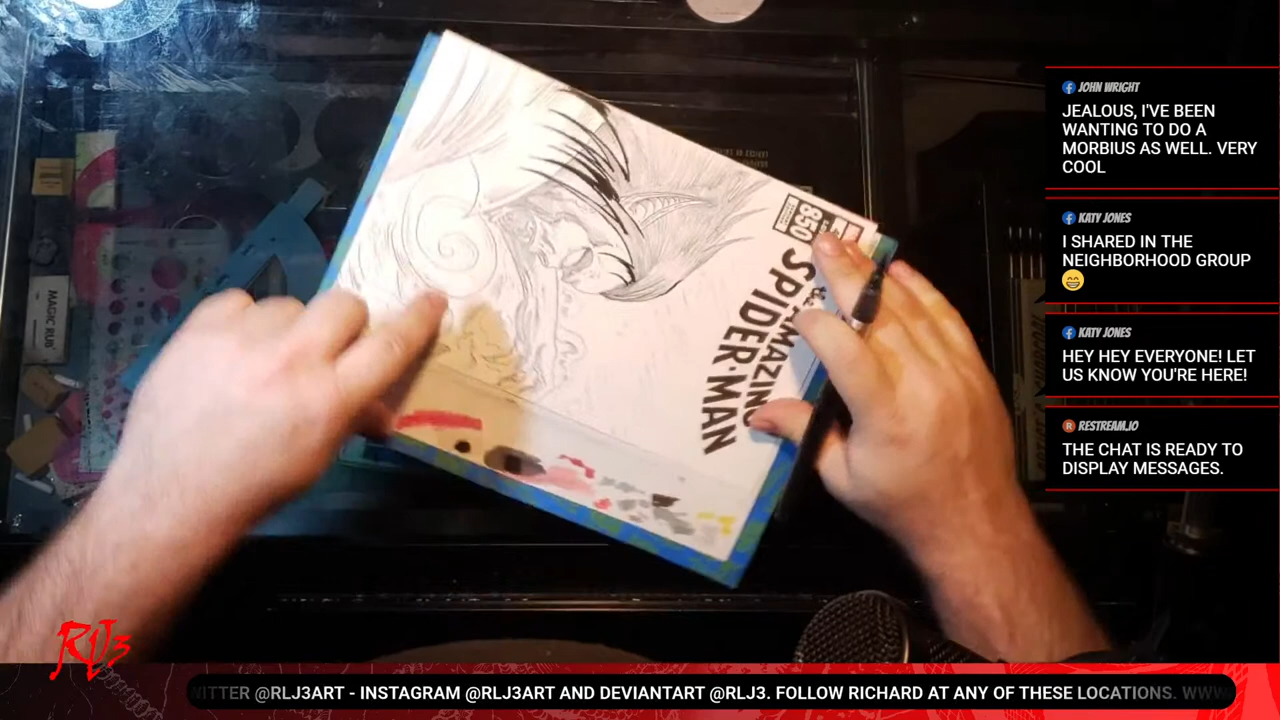 JOHN WRIGHT
JEALOUS, I'VE BEEN
WANTING TO DO A
MORBIUS AS WELL. VERY
COOL
KATY JONES
I SHARED IN THE
NEIGHBORHOOD GROUP
😁
KATY JONES
HEY HEY EVERYONE! LET
US KNOW YOU'RE HERE!
RESTREAM.IO
THE CHAT IS READY TO
DISPLAY MESSAGES.
850
the AMAZING
SPIDER-MAN
MAGIC RUB
RLJ3
WITTER @RLJ3ART - INSTAGRAM @RLJ3ART AND DEVIANTART @RLJ3. FOLLOW RICHARD AT ANY OF THESE LOCATIONS. WWW